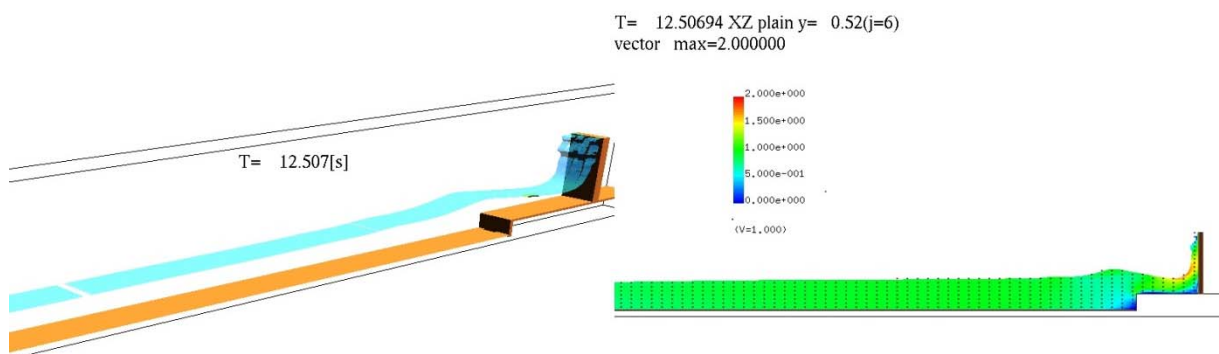 T= 12.507[s]
T= 12.50694 XZ plain y= 0.52(j=6)
vector max=2.000000
2.000e+000
1.500e+000
1.000e+000
5.000e-001
0.000e+000
(V=1.000)